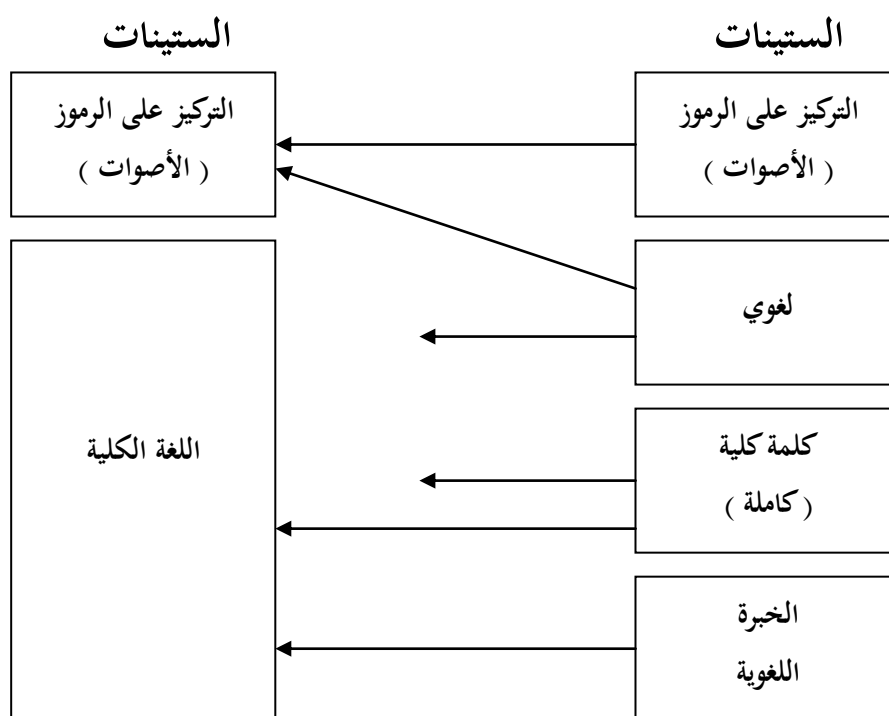 الستينات
الستينات
التركيز على الرموز
( الأصوات )
التركيز على الرموز
( الأصوات )
لغوي
كلمة كلية
( كاملة )
اللغة الكلية
الخبرة
اللغوية